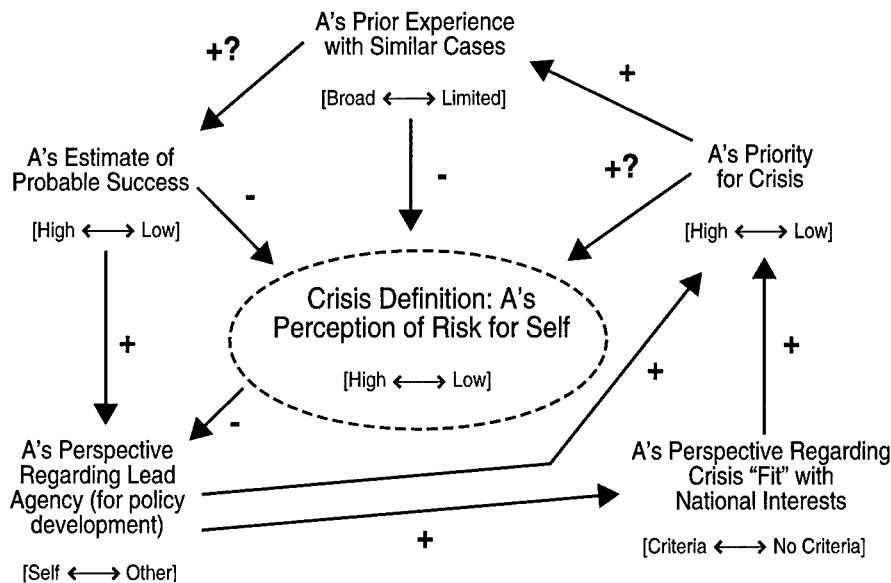 A's Prior Experience
with Similar Cases
[Broad ⟷ Limited]
+?
+
A's Estimate of
Probable Success
[High ⟷ Low]
-
-
+?
A's Priority
for Crisis
[High ⟷ Low]
Crisis Definition: A's
Perception of Risk for Self
[High ⟷ Low]
+
+
+
-
A's Perspective
Regarding Lead
Agency (for policy
development)
[Self ⟷ Other]
A's Perspective Regarding
Crisis "Fit" with
National Interests
[Criteria ⟷ No Criteria]
+